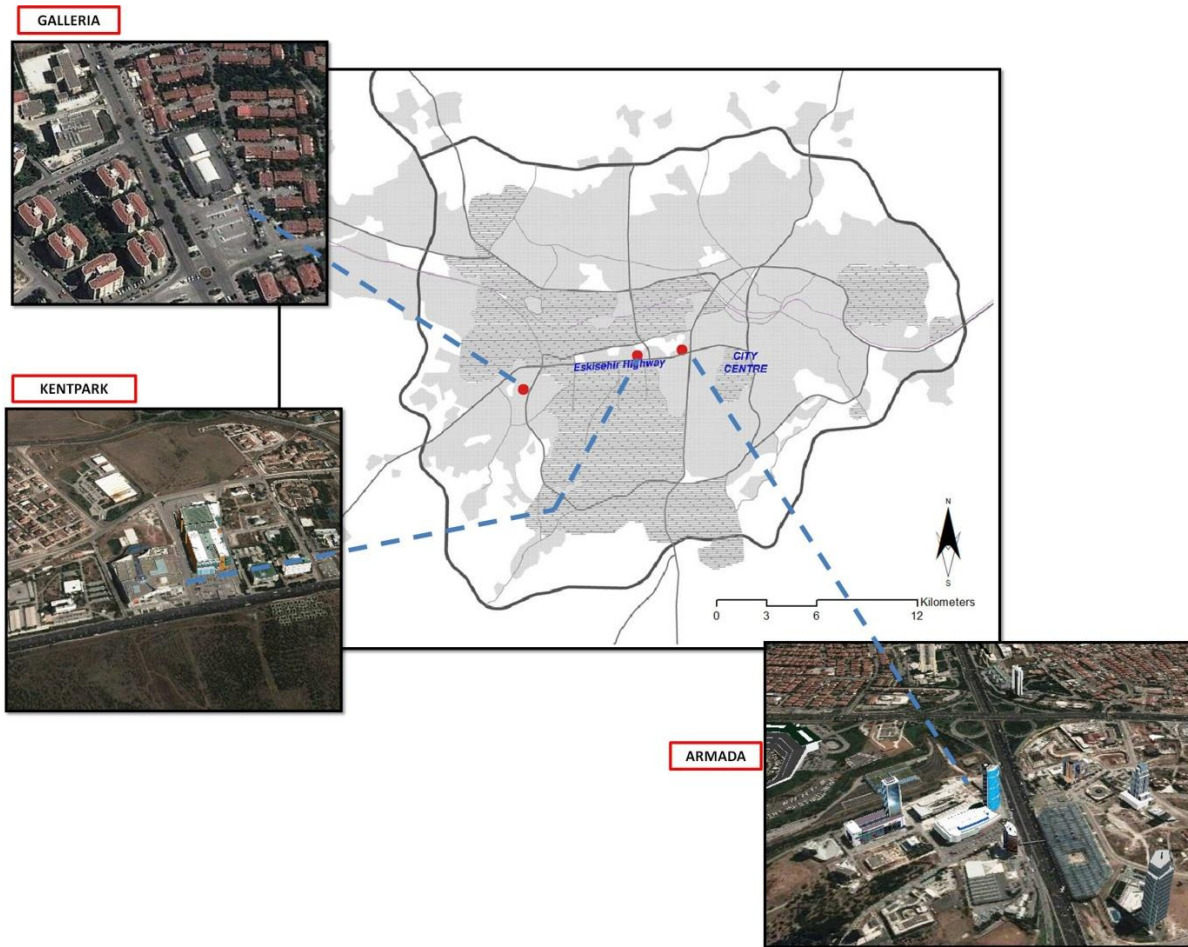 GALLERIA
KENTPARK
Eskisehir Highway
CITY
CENTRE
N
S
Kilometers
0 3 6 12
ARMADA